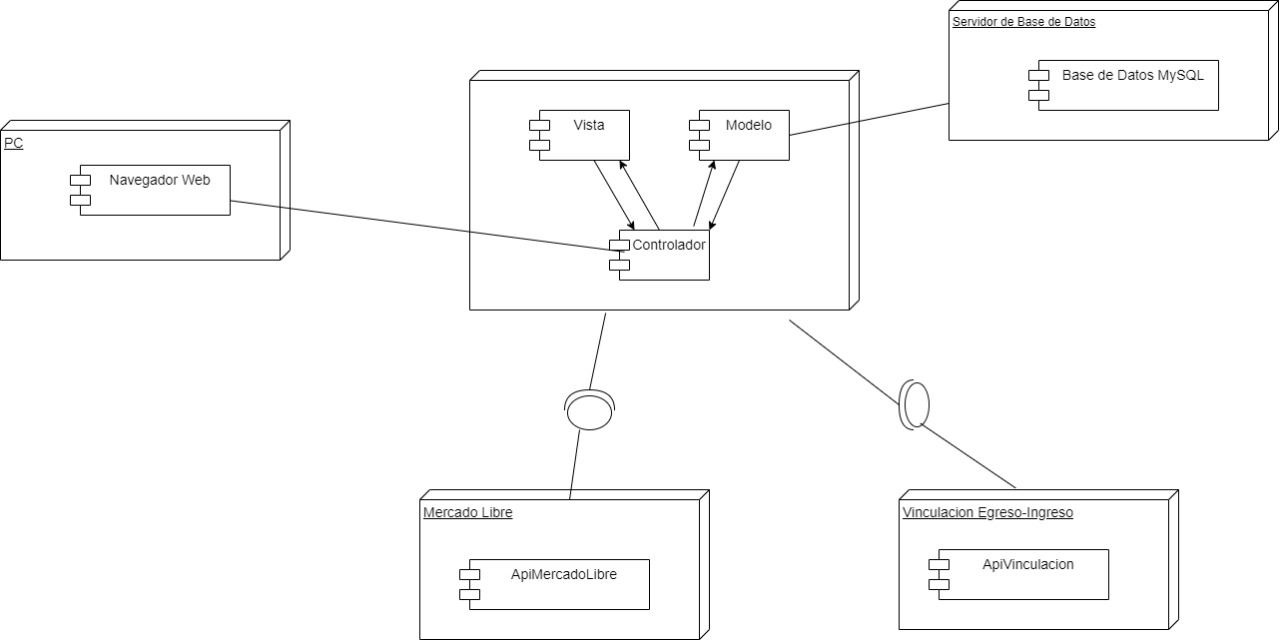 Servidor de Base de Datos
Base de Datos MySQL
Vista
Modelo
PC
Navegador Web
Controlador
Mercado Libre
Vinculacion Egreso-Ingreso
ApiMercadoLibre
ApiVinculacion